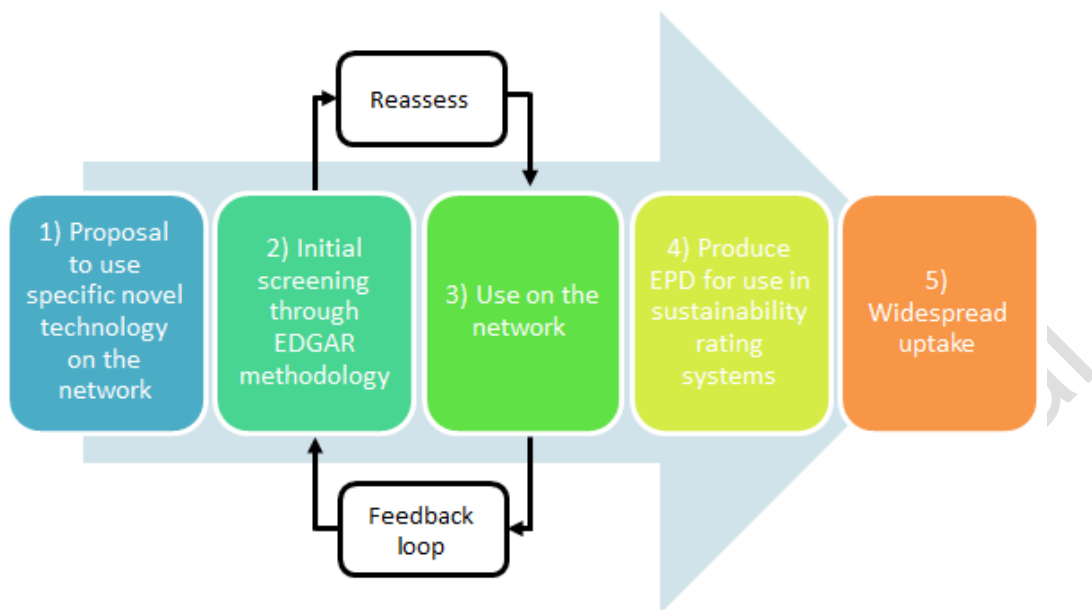 Reassess
1) Proposal
to use
specific novel
technology
on the
network
2) Initial
screening
through
EDGAR
methodology
3) Use on the
network
4) Produce
EPD for use in
sustainability
rating
systems
5)
Widespread
uptake
Feedback
loop